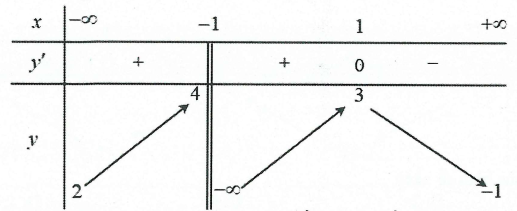 x −∞ −1 1 +∞
y′ + + 0 −
4 3
y
2 −∞ −1